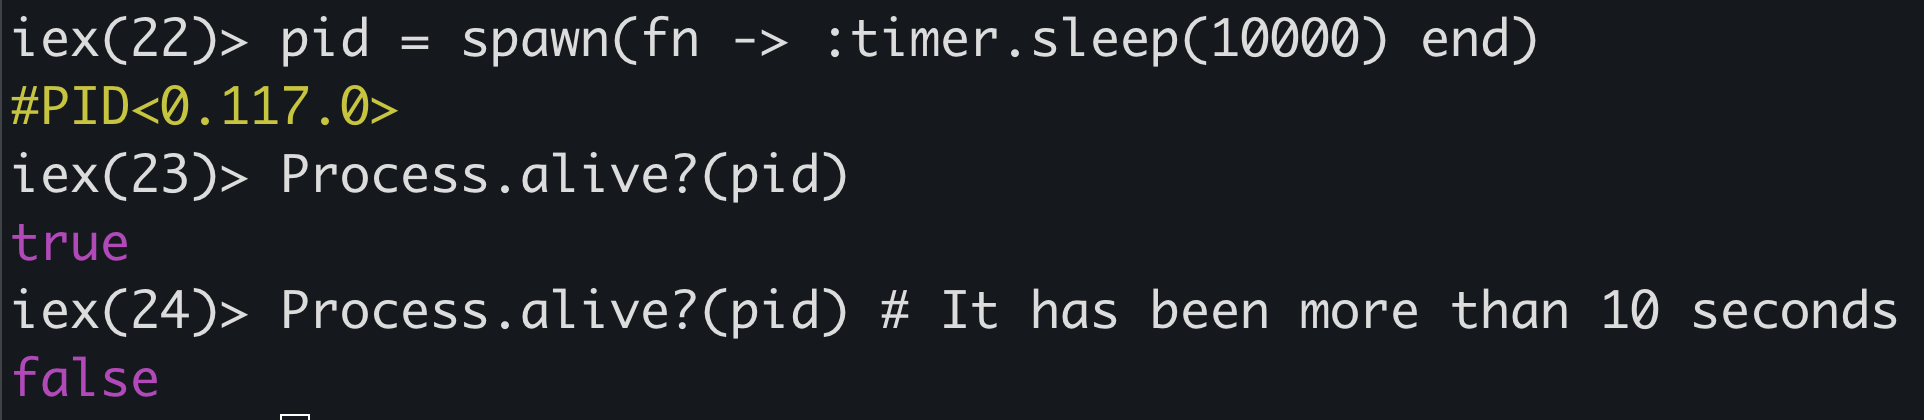 iex(22)> pid = spawn(fn -> :timer.sleep(10000) end)
#PID<0.117.0>
iex(23)> Process.alive?(pid)
true
iex(24)> Process.alive?(pid) # It has been more than 10 seconds
false